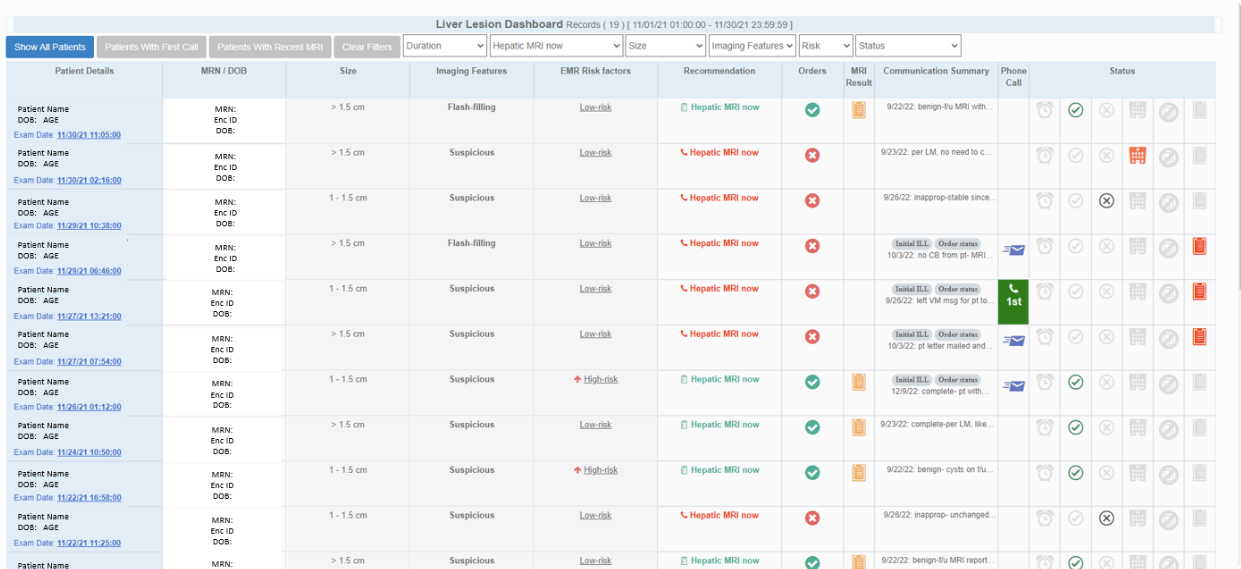 Liver Lesion Dashboard Records ( 19 ) [ 11/01/21 01:00:00 - 11/30/21 23:59:59 ]
Show All Patients Patients With First Call Patients With Recent MRI Clear Filters Duration Hepatic MRI now Size Imaging Features Risk Status
Patient Details MRN / DOB Size Imaging Features EMR Risk factors Recommendation Orders MRI Result Communication Summary Phone Call Status
Patient Name MRN: > 1.5 cm Flash-filling Low-risk Hepatic MRI now 9/22/22: benign-f/u MRI with...
DOB: AGE Enc ID
Exam Date: 11/30/21 11:05:00 DOB:
Patient Name MRN: > 1.5 cm Suspicious Low-risk Hepatic MRI now 9/23/22: per LM, no need to c...
DOB: AGE Enc ID
Exam Date: 11/30/21 02:16:00 DOB:
Patient Name MRN: 1 - 1.5 cm Suspicious Low-risk Hepatic MRI now 9/26/22: inapprop-stable since...
DOB: AGE Enc ID
Exam Date: 11/29/21 10:38:00 DOB:
Patient Name MRN: > 1.5 cm Flash-filling Low-risk Hepatic MRI now Initial ILL Order status
DOB: AGE Enc ID 10/3/22: no CB from pt- MRI...
Exam Date: 11/29/21 06:46:00 DOB:
Patient Name MRN: 1 - 1.5 cm Suspicious Low-risk Hepatic MRI now Initial ILL Order status
DOB: AGE Enc ID 9/26/22: left VM msg for pt to... 1st
Exam Date: 11/27/21 13:21:00 DOB:
Patient Name MRN: > 1.5 cm Suspicious Low-risk Hepatic MRI now Initial ILL Order status
DOB: AGE Enc ID 10/3/22: pt letter mailed and...
Exam Date: 11/27/21 07:54:00 DOB:
Patient Name MRN: 1 - 1.5 cm Suspicious High-risk Hepatic MRI now Initial ILL Order status
DOB: AGE Enc ID 12/9/22: complete- pt with...
Exam Date: 11/26/21 01:12:00 DOB:
Patient Name MRN: > 1.5 cm Suspicious Low-risk Hepatic MRI now 9/23/22: complete-per LM, like...
DOB: AGE Enc ID
Exam Date: 11/24/21 10:50:00 DOB:
Patient Name MRN: 1 - 1.5 cm Suspicious High-risk Hepatic MRI now 9/22/22: benign- cysts on f/u...
DOB: AGE Enc ID
Exam Date: 11/22/21 16:58:00 DOB:
Patient Name MRN: 1 - 1.5 cm Suspicious Low-risk Hepatic MRI now 9/26/22: inapprop- unchanged...
DOB: AGE Enc ID
Exam Date: 11/22/21 11:25:00 DOB:
Patient Name MRN: > 1.5 cm Suspicious Low-risk Hepatic MRI now 9/22/22: benign-f/u MRI report...